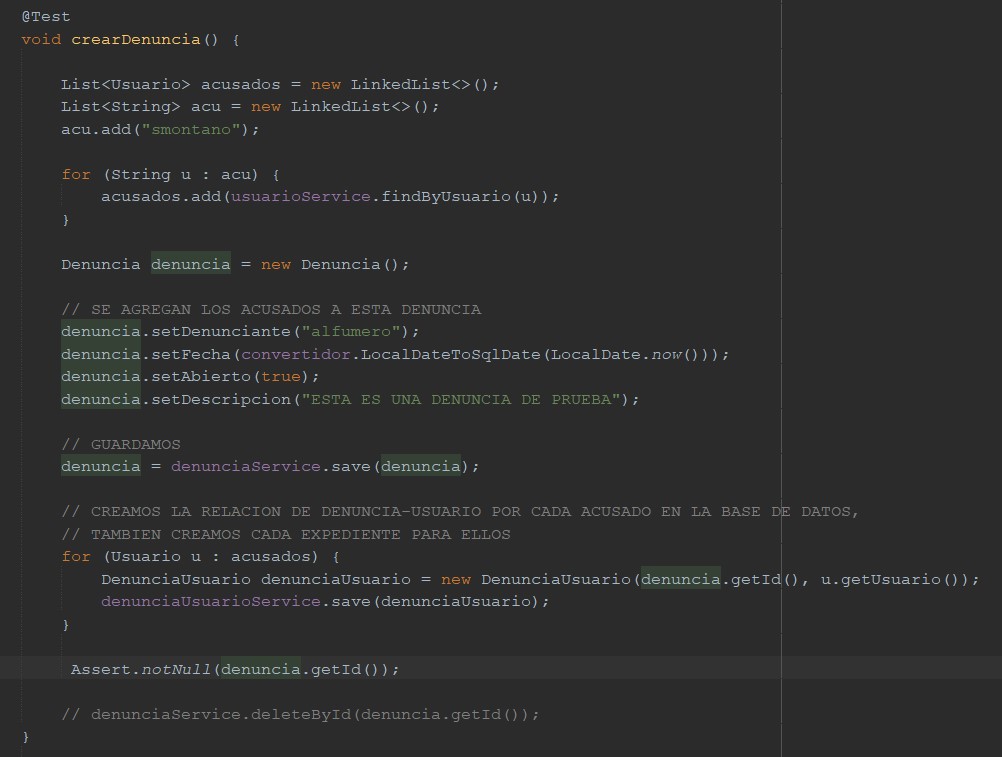 @Test
void crearDenuncia() {
List<Usuario> acusados = new LinkedList<>();
List<String> acu = new LinkedList<>();
acu.add("smontano");
for (String u : acu) {
acusados.add(usuarioService.findByUsuario(u));
}
Denuncia denuncia = new Denuncia();
// SE AGREGAN LOS ACUSADOS A ESTA DENUNCIA
denuncia.setDenunciante("alfumero");
denuncia.setFecha(convertidor.LocalDateToSqlDate(LocalDate.now()));
denuncia.setAbierto(true);
denuncia.setDescripcion("ESTA ES UNA DENUNCIA DE PRUEBA");
// GUARDAMOS
denuncia = denunciaService.save(denuncia);
// CREAMOS LA RELACION DE DENUNCIA-USUARIO POR CADA ACUSADO EN LA BASE DE DATOS,
// TAMBIEN CREAMOS CADA EXPEDIENTE PARA ELLOS
for (Usuario u : acusados) {
DenunciaUsuario denunciaUsuario = new DenunciaUsuario(denuncia.getId(), u.getUsuario());
denunciaUsuarioService.save(denunciaUsuario);
}
Assert.notNull(denuncia.getId());
// denunciaService.deleteById(denuncia.getId());
}